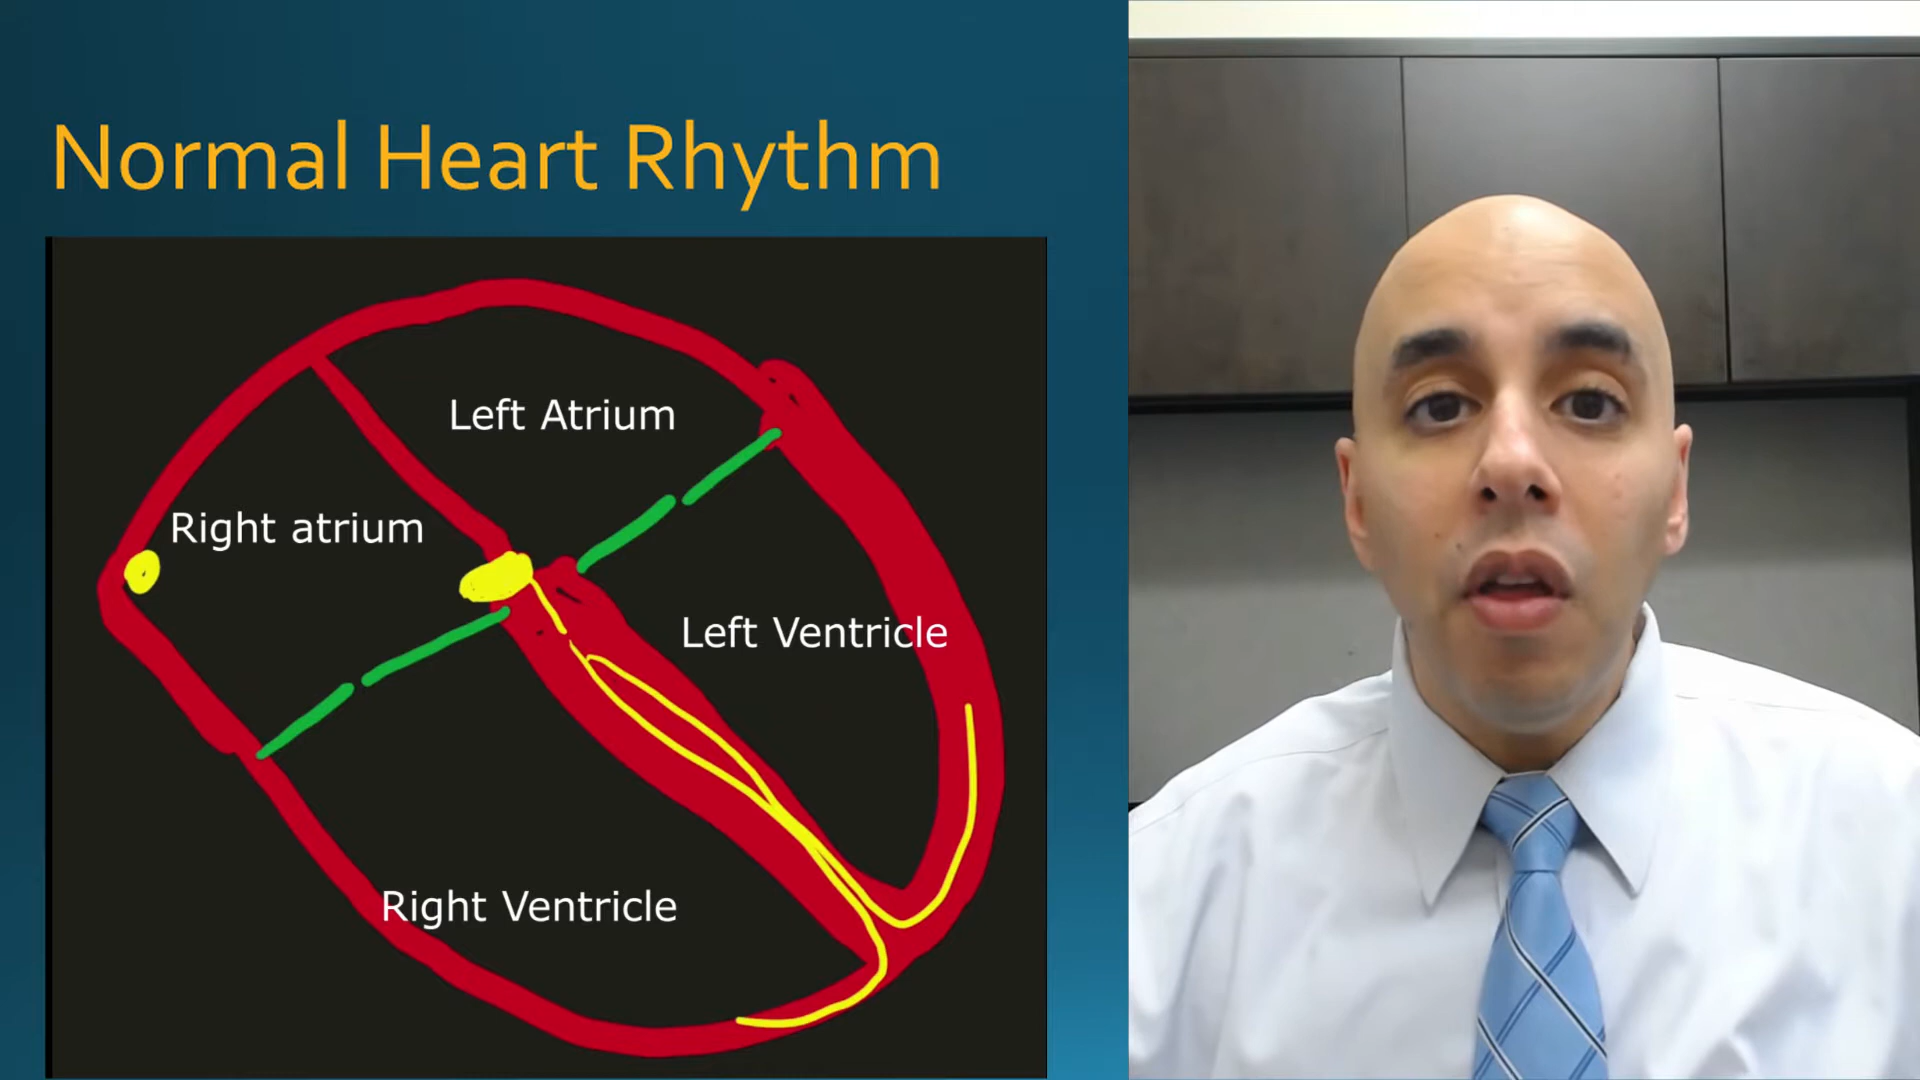 Normal Heart Rhythm
Left Atrium
Right atrium
Left Ventricle
Right Ventricle